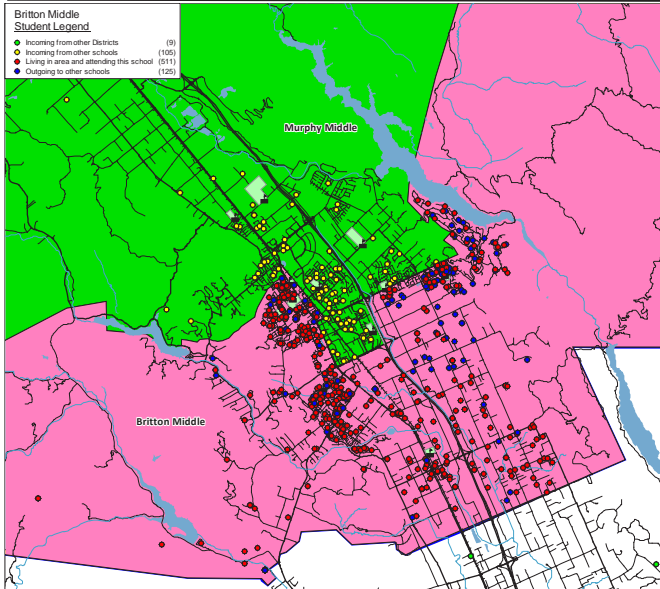 Britton Middle
Student Legend
Incoming from other Districts (9)
Incoming from other schools (105)
Living in area and attending this school (511)
Outgoing to other schools (125)
Murphy Middle
Britton Middle